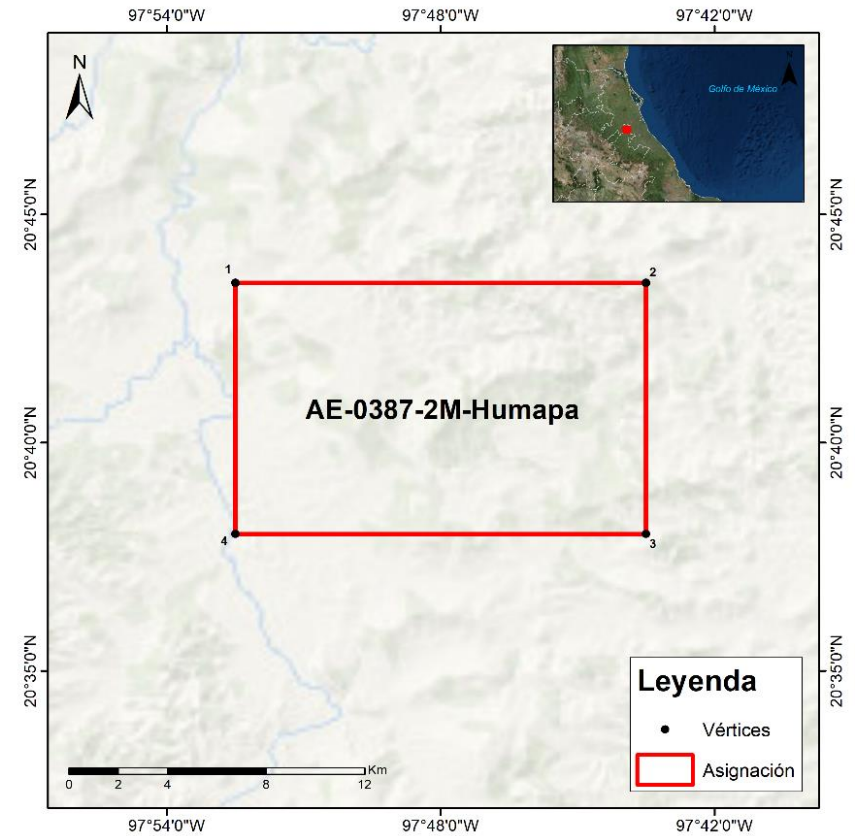 97°54'0"W 97°48'0"W 97°42'0"W
N
N
Golfo de México
20°45'0"N
20°45'0"N
1
2
AE-0387-2M-Humapa
20°40'0"N
20°40'0"N
4
3
20°35'0"N
20°35'0"N
Leyenda
Vértices
Asignación
Km
0 2 4 8 12
97°54'0"W 97°48'0"W 97°42'0"W